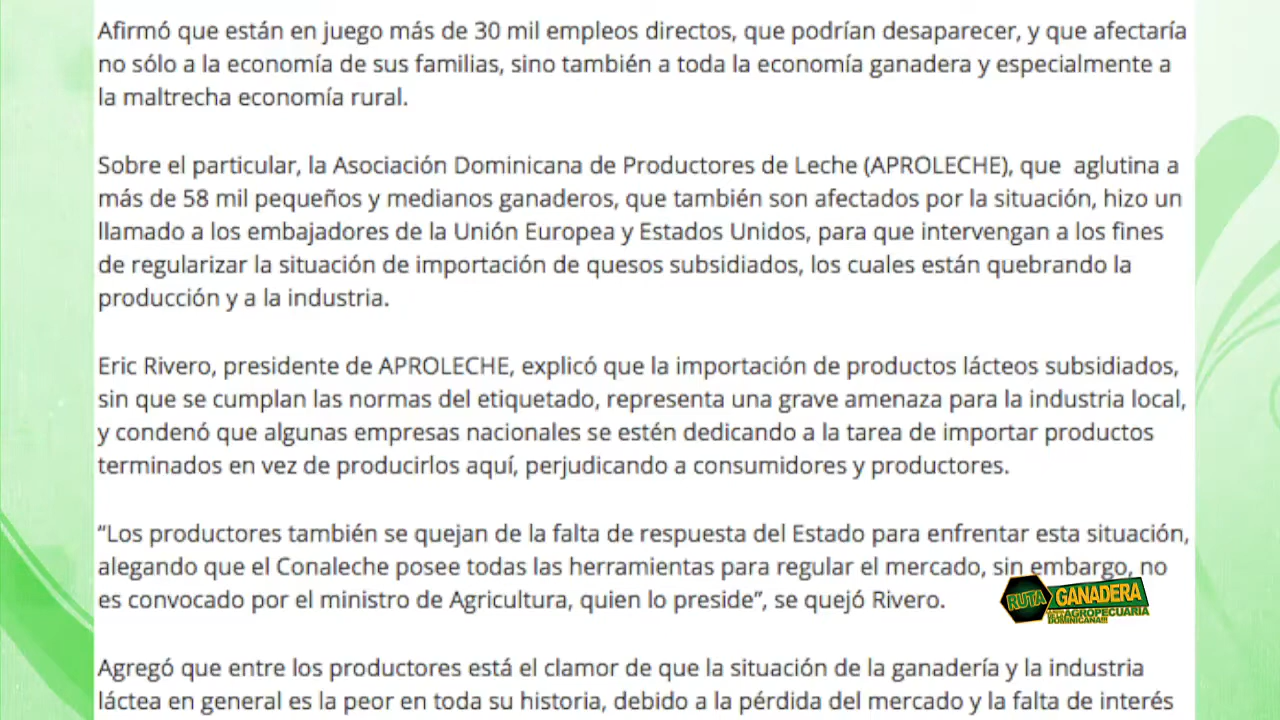 Afirmó que están en juego más de 30 mil empleos directos, que podrían desaparecer, y que afectaría
no sólo a la economía de sus familias, sino también a toda la economía ganadera y especialmente a
la maltrecha economía rural.
Sobre el particular, la Asociación Dominicana de Productores de Leche (APROLECHE), que  aglutina a
más de 58 mil pequeños y medianos ganaderos, que también son afectados por la situación, hizo un
llamado a los embajadores de la Unión Europea y Estados Unidos, para que intervengan a los fines
de regularizar la situación de importación de quesos subsidiados, los cuales están quebrando la
producción y a la industria.
Eric Rivero, presidente de APROLECHE, explicó que la importación de productos lácteos subsidiados,
sin que se cumplan las normas del etiquetado, representa una grave amenaza para la industria local,
y condenó que algunas empresas nacionales se estén dedicando a la tarea de importar productos
terminados en vez de producirlos aquí, perjudicando a consumidores y productores.
“Los productores también se quejan de la falta de respuesta del Estado para enfrentar esta situación,
alegando que el Conaleche posee todas las herramientas para regular el mercado, sin embargo, no
es convocado por el ministro de Agricultura, quien lo preside”, se quejó Rivero.
RUTA GANADERA
AGROPECUARIA
DOMINICANA!!!
Agregó que entre los productores está el clamor de que la situación de la ganadería y la industria
láctea en general es la peor en toda su historia, debido a la pérdida del mercado y la falta de interés